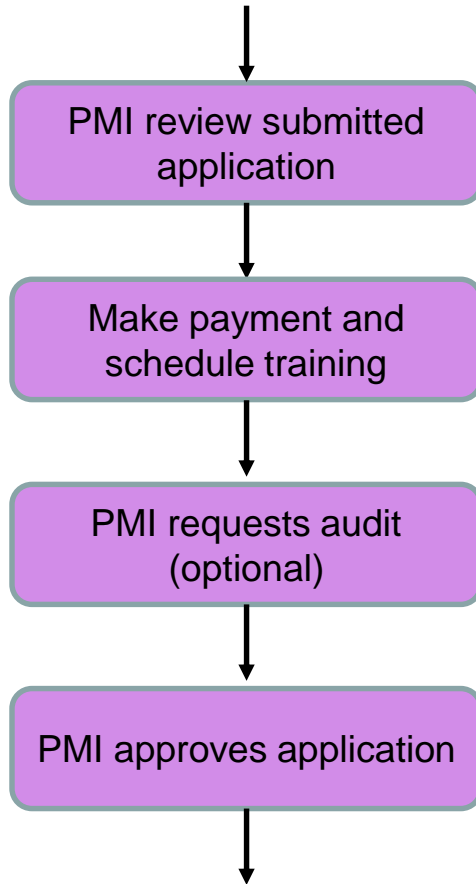 PMI review submitted
application
Make payment and
schedule training
PMI requests audit
(optional)
PMI approves application